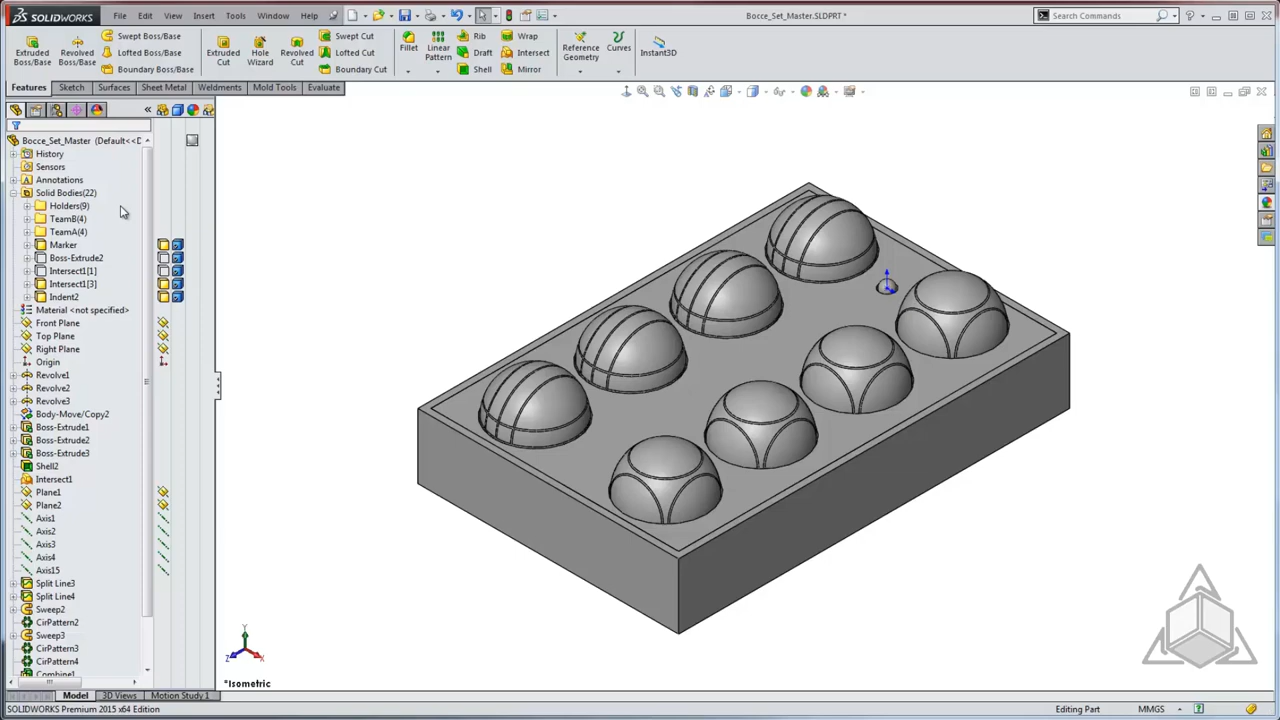 SOLIDWORKS File Edit View Insert Tools Window Help Bocce_Set_Master.SLDPRT * Search Commands
Extruded Boss/Base Revolved Boss/Base Swept Boss/Base Lofted Boss/Base Boundary Boss/Base Extruded Cut Hole Wizard Revolved Cut Swept Cut Lofted Cut Boundary Cut Fillet Linear Pattern Rib Draft Shell Wrap Intersect Mirror Reference Geometry Curves Instant3D
Features Sketch Surfaces Sheet Metal Weldments Mold Tools Evaluate
Bocce_Set_Master (Default<<D
History
Sensors
Annotations
Solid Bodies(22)
Holders(9)
TeamB(4)
TeamA(4)
Marker
Boss-Extrude2
Intersect1[1]
Intersect1[3]
Indent2
Material <not specified>
Front Plane
Top Plane
Right Plane
Origin
Revolve1
Revolve2
Revolve3
Body-Move/Copy2
Boss-Extrude1
Boss-Extrude2
Boss-Extrude3
Shell2
Intersect1
Plane1
Plane2
Axis1
Axis2
Axis3
Axis4
Axis15
Split Line3
Split Line4
Sweep2
CirPattern2
Sweep3
CirPattern3
CirPattern4
Combine1
Y
Z X
*Isometric
Model 3D Views Motion Study 1
SOLIDWORKS Premium 2015 x64 Edition Editing Part MMGS